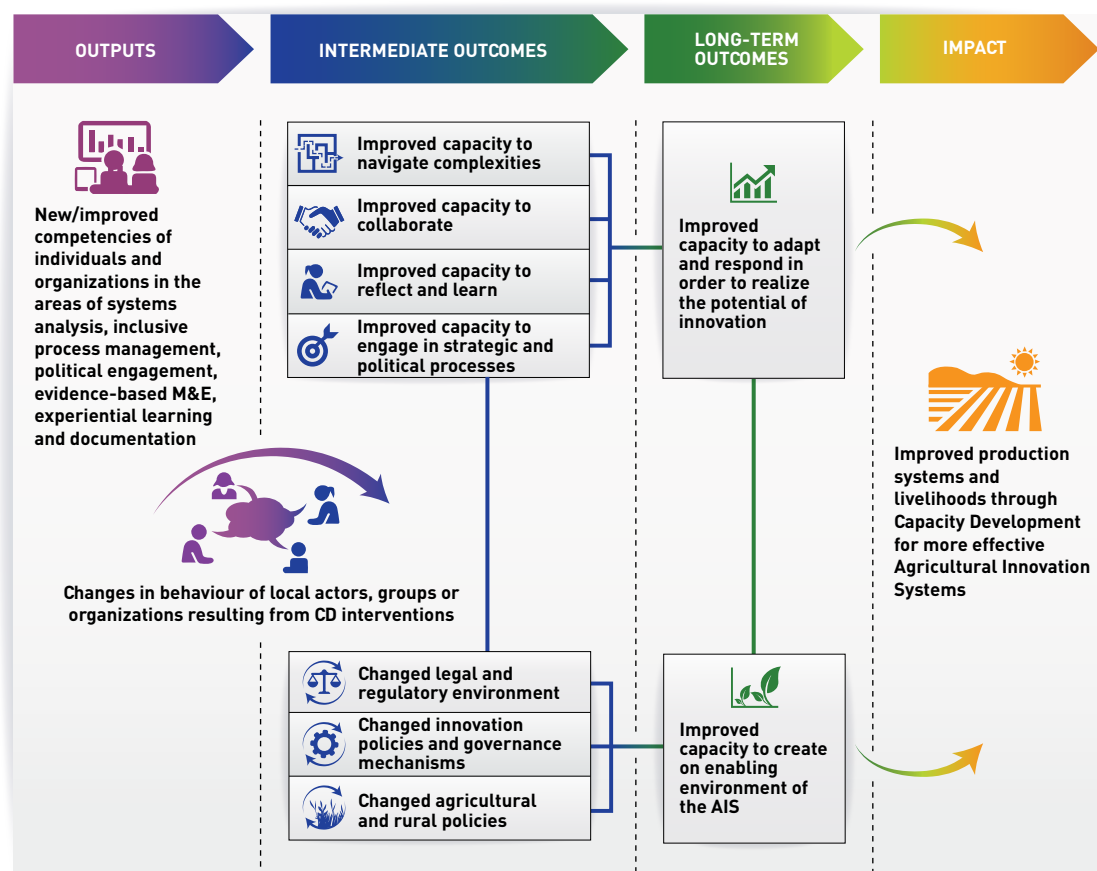 OUTPUTS
INTERMEDIATE OUTCOMES
LONG-TERM
OUTCOMES
IMPACT
New/improved
competencies of
individuals and
organizations in the
areas of systems
analysis, inclusive
process management,
political engagement,
evidence-based M&E,
experiential learning
and documentation
Changes in behaviour of local actors, groups or
organizations resulting from CD interventions
Improved capacity to
navigate complexities
Improved capacity to
collaborate
Improved capacity to
reflect and learn
Improved capacity to
engage in strategic and
political processes
Changed legal and
regulatory environment
Changed innovation
policies and governance
mechanisms
Changed agricultural
and rural policies
Improved
capacity to adapt
and respond in
order to realize
the potential of
innovation
Improved
capacity to create
on enabling
environment of
the AIS
Improved production
systems and
livelihoods through
Capacity Development
for more effective
Agricultural Innovation
Systems